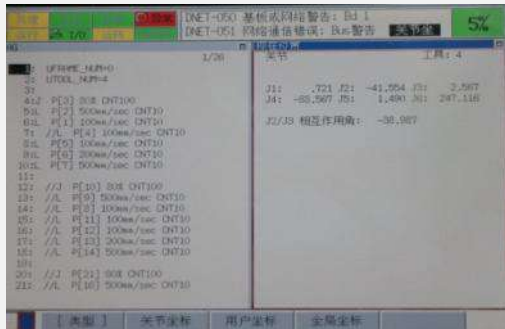 DNET-050 基板或网络警告: Bd 1
DNET-051 网络通信错误: Bus警告
5%
I/O
1/26
1: UFRAME_NUM=0
2: UTOOL_NUM=4
3:
4:J P[3] 80% CNT100
5:L P[2] 500mm/sec CNT10
6:L P[1] 100mm/sec CNT10
7: //L P[4] 100mm/sec CNT10
8:L P[5] 100mm/sec CNT10
9:L P[6] 200mm/sec CNT10
10:L P[7] 500mm/sec CNT10
11:
12: //J P[10] 80% CNT100
13: //L P[9] 500mm/sec CNT10
14: //L P[8] 100mm/sec CNT10
15: //L P[11] 100mm/sec CNT10
16: //L P[12] 100mm/sec CNT10
17: //L P[13] 200mm/sec CNT10
18: //L P[14] 500mm/sec CNT10
19:
20: //J P[21] 80% CNT100
21: //L P[16] 500mm/sec CNT10
关节 工具: 4
J1: .721 J2: -41.554 J3: 2.567
J4: -88.567 J5: 1.490 J6: 247.116
J2/J3 相互作用角: -38.987
[ 类型 ] 关节坐标 用户坐标 全局坐标